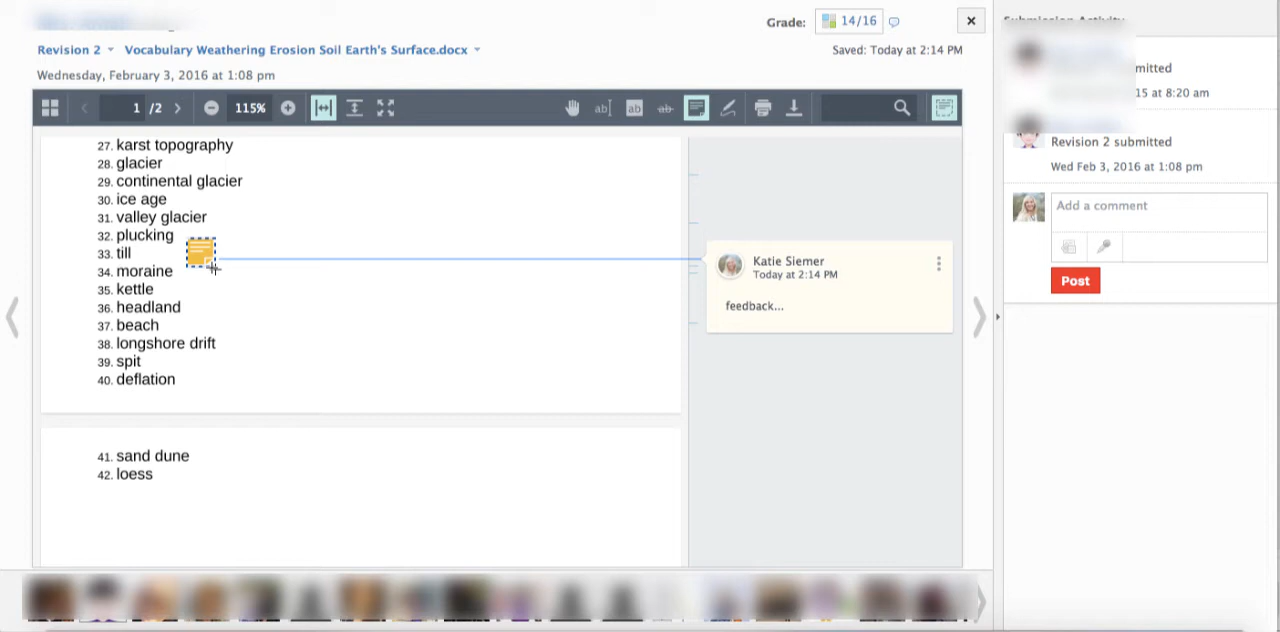 Grade: 14/16
Revision 2 Vocabulary Weathering Erosion Soil Earth's Surface.docx
Saved: Today at 2:14 PM
Wednesday, February 3, 2016 at 1:08 pm
1 /2 115% ab ab ab
27. karst topography
28. glacier
29. continental glacier
30. ice age
31. valley glacier
32. plucking
33. till
34. moraine
35. kettle
36. headland
37. beach
38. longshore drift
39. spit
40. deflation
41. sand dune
42. loess
Katie Siemer
Today at 2:14 PM
feedback...
Submission Activity
mitted
15 at 8:20 am
Revision 2 submitted
Wed Feb 3, 2016 at 1:08 pm
Add a comment
Post